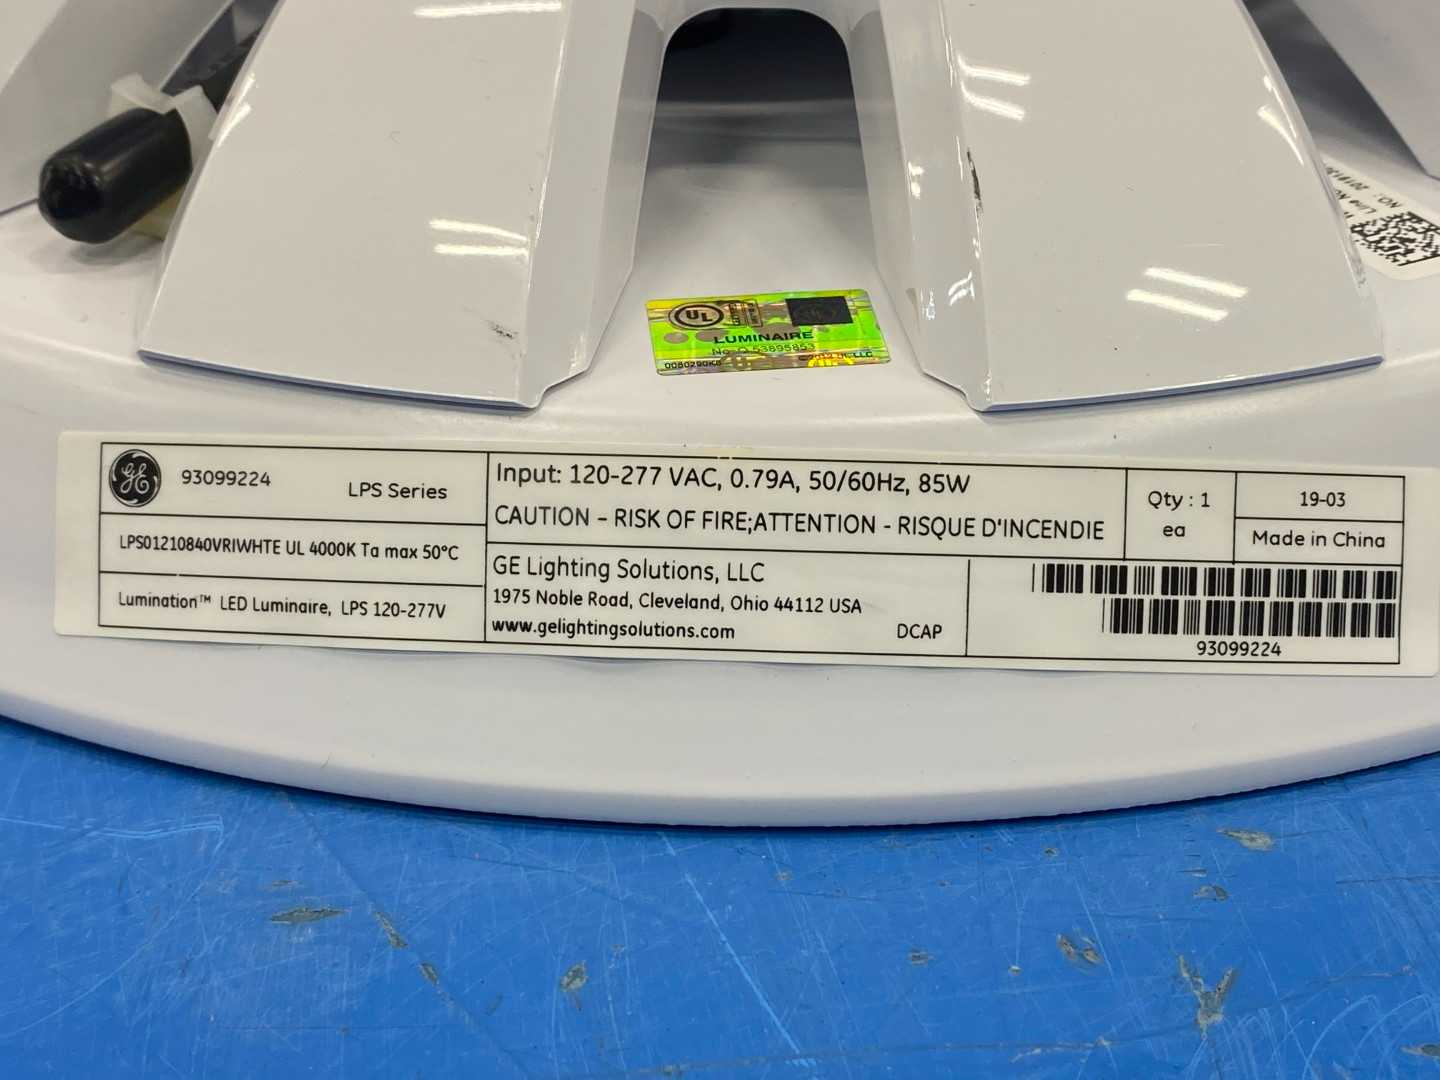 UL
LUMINAIRE
No. Q 53895853
GE
93099224
LPS Series
LPS01210840VRIWHTE UL 4000K Ta max 50°C
Lumination™ LED Luminaire, LPS 120-277V
Input: 120-277 VAC, 0.79A, 50/60Hz, 85W
CAUTION – RISK OF FIRE;ATTENTION - RISQUE D'INCENDIE
GE Lighting Solutions, LLC
1975 Noble Road, Cleveland, Ohio 44112 USA
www.gelightingsolutions.com
DCAP
Qty : 1
ea
19-03
Made in China
93099224